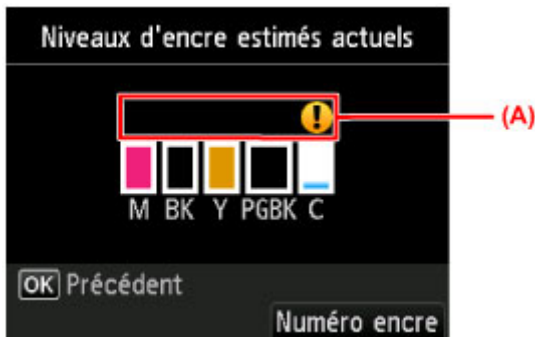 Niveaux d'encre estimés actuels
(A)
M BK Y PGBK C
OK Précédent
Numéro encre